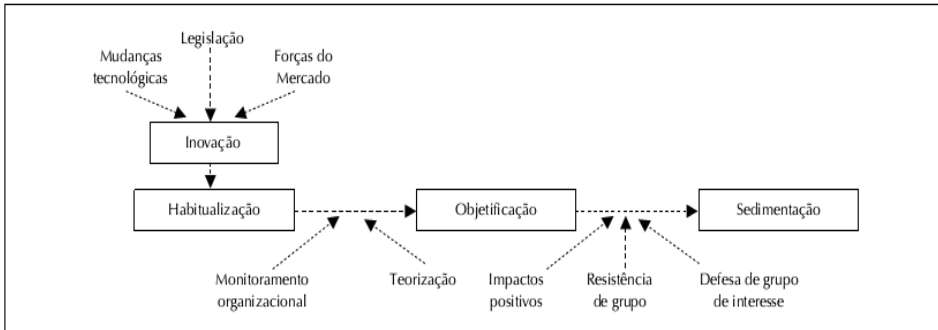 Legislação
Mudanças
tecnológicas
Forças do
Mercado
Inovação
Habitualização
Objetificação
Sedimentação
Monitoramento
organizacional
Teorização
Impactos
positivos
Resistência
de grupo
Defesa de grupo
de interesse